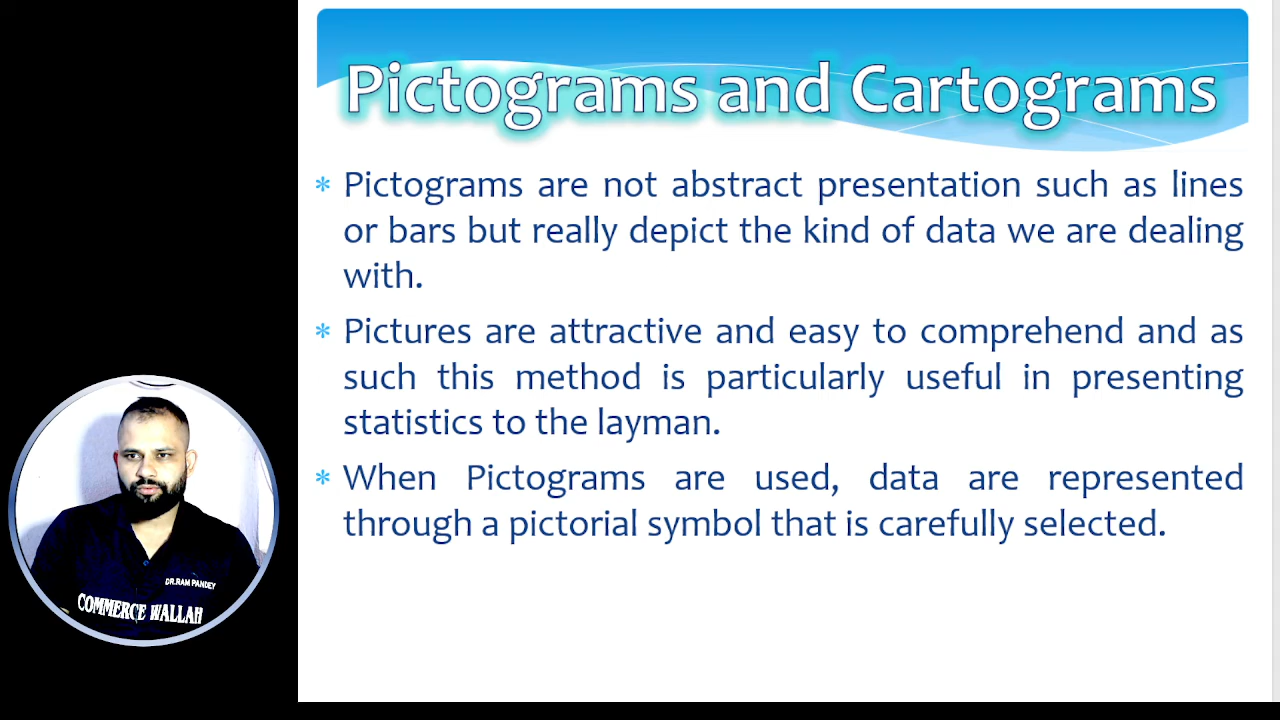 Pictograms and Cartograms
Pictograms are not abstract presentation such as lines
or bars but really depict the kind of data we are dealing
with.
Pictures are attractive and easy to comprehend and as
such this method is particularly useful in presenting
statistics to the layman.
When Pictograms are used, data are represented
through a pictorial symbol that is carefully selected.
DR.RAM PANDEY
COMMERCE WALLAH